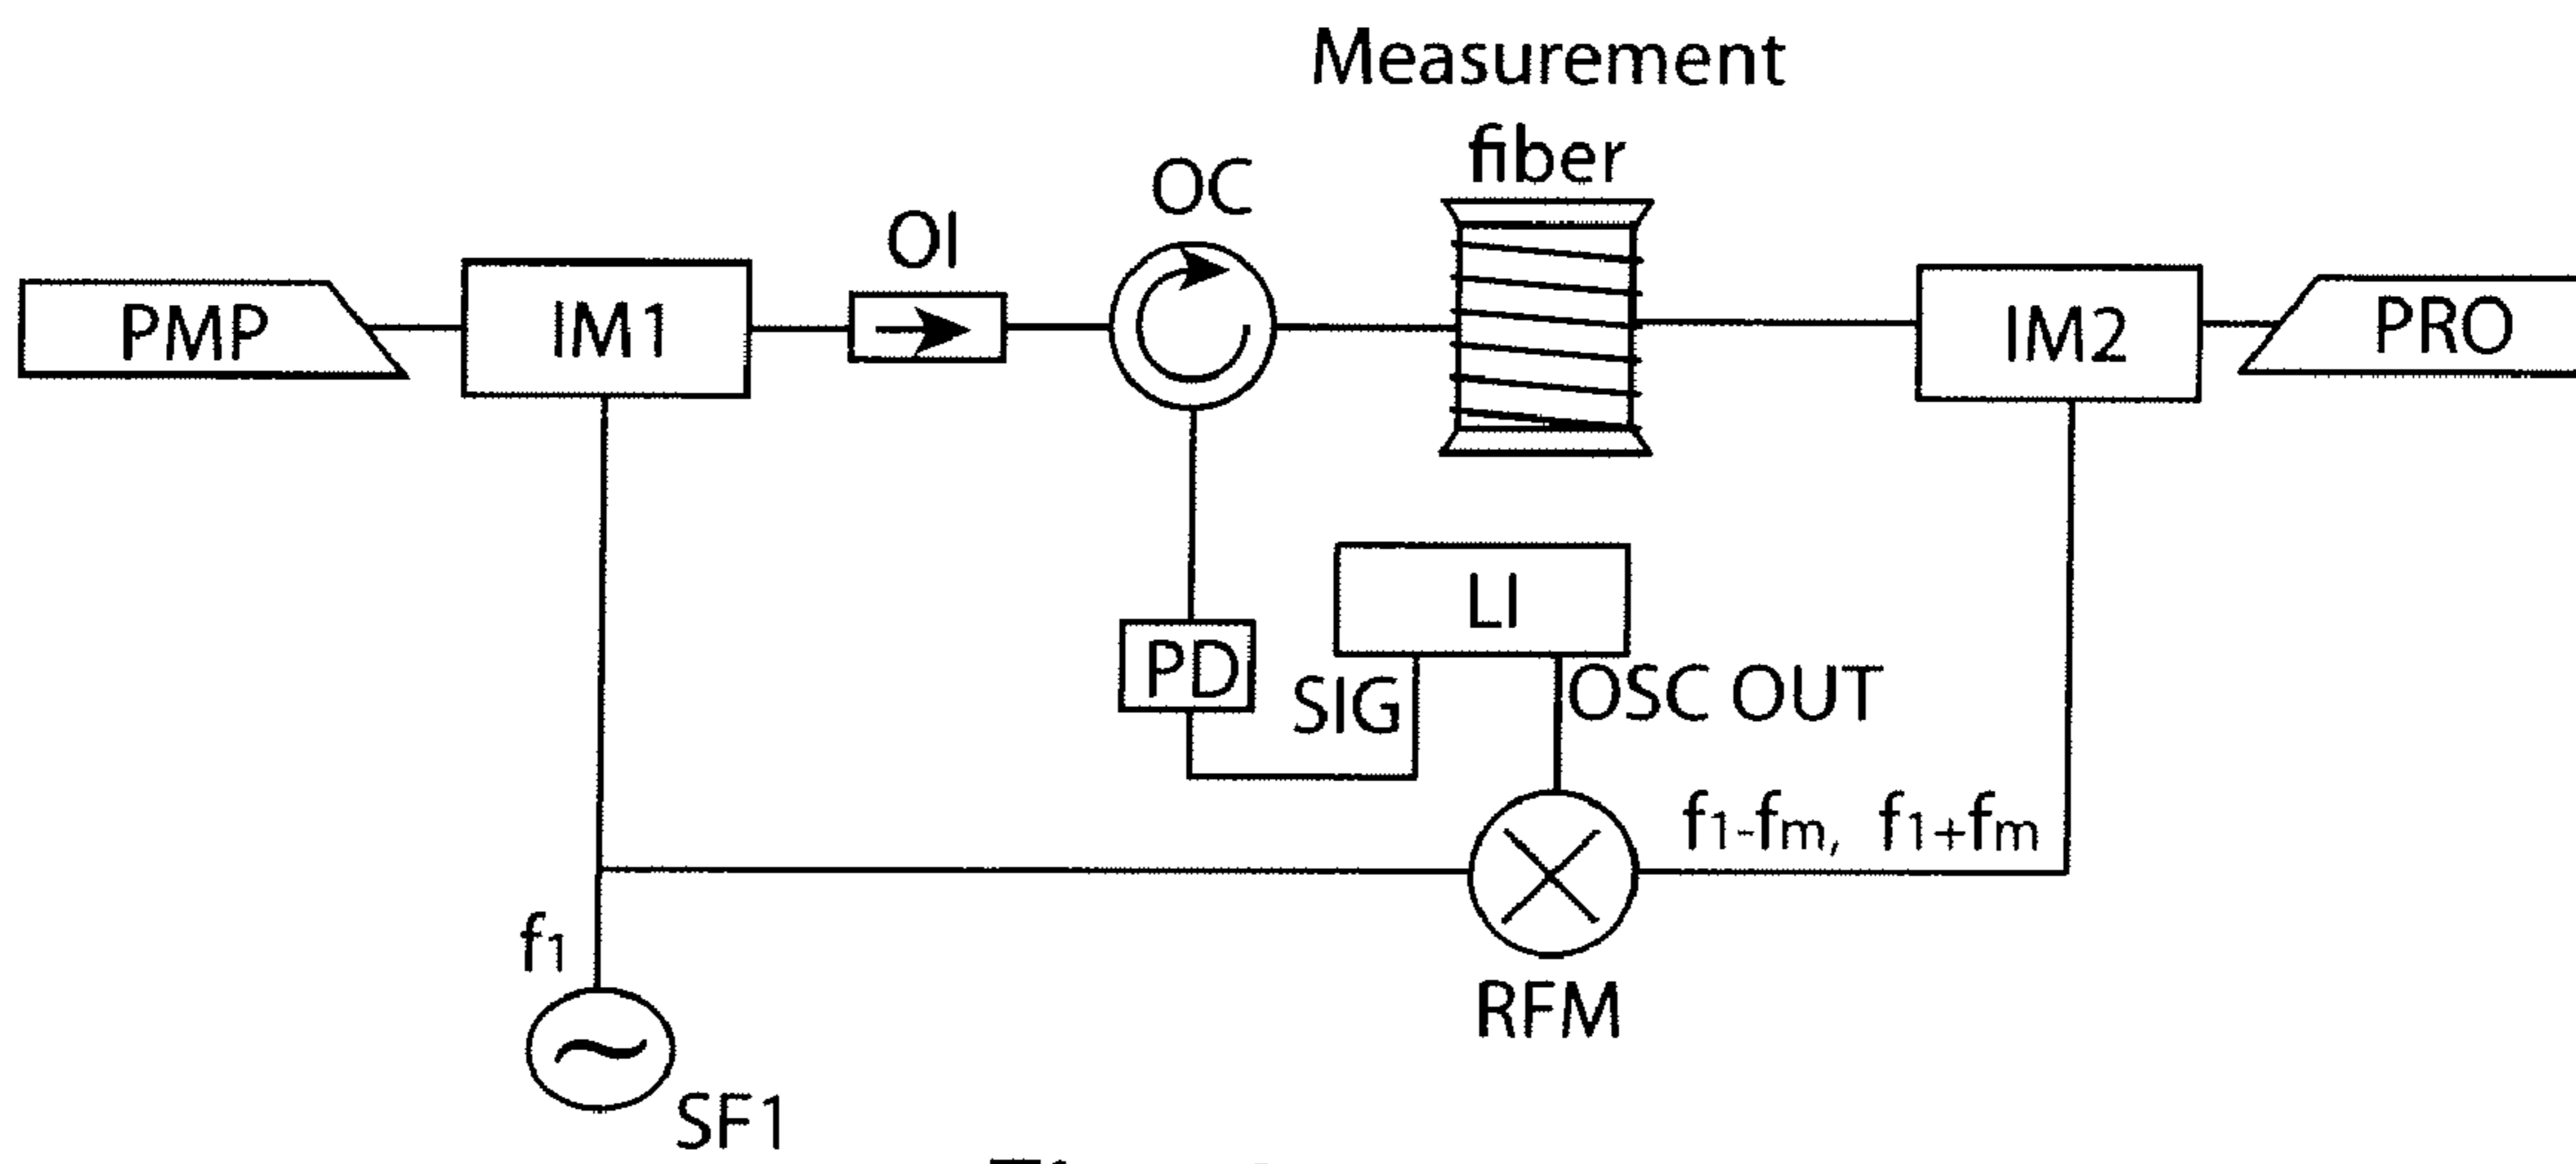 Measurement
fiber
OC
OI
PMP
IM1
IM2
PRO
LI
PD
SIG
OSC OUT
f1-fm, f1+fm
f1
RFM
SF1